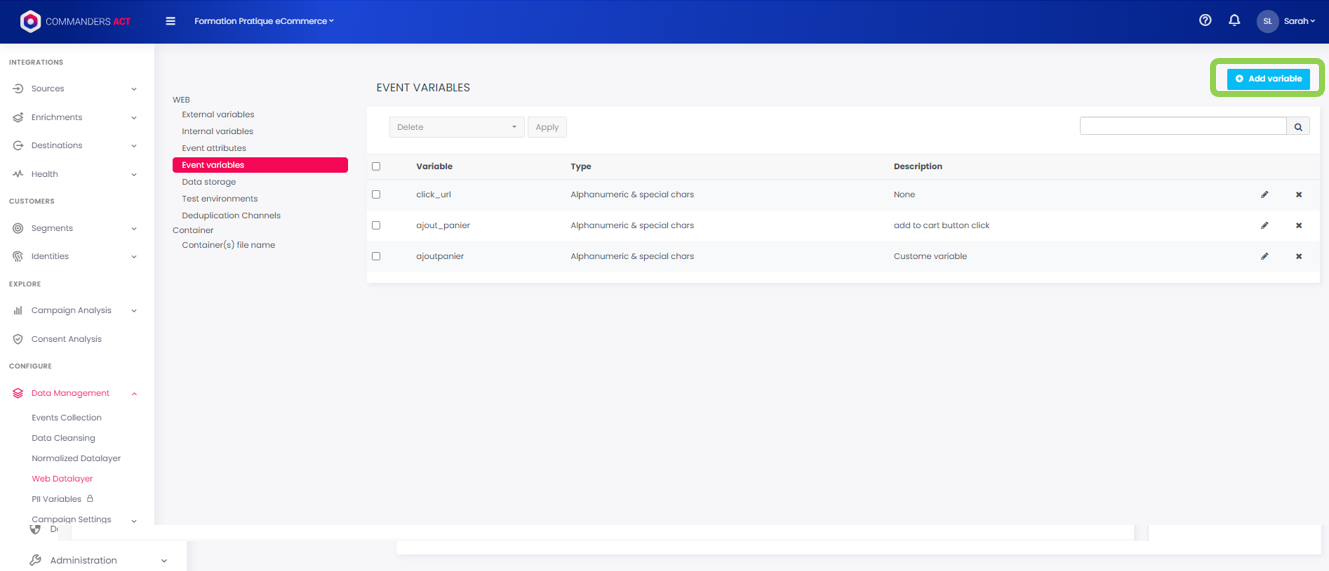 COMMANDERS ACT
Formation Pratique eCommerce
SL
Sarah
INTEGRATIONS
Sources
Enrichments
Destinations
Health
CUSTOMERS
Segments
Identities
EXPLORE
Campaign Analysis
Consent Analysis
CONFIGURE
Data Management
Events Collection
Data Cleansing
Normalized Datalayer
Web Datalayer
PII Variables
Campaign Settings
Administration
WEB
External variables
Internal variables
Event attributes
Event variables
Data storage
Test environments
Deduplication Channels
Container
Container(s) file name
EVENT VARIABLES
Add variable
Delete
Apply
Variable Type Description
click_url Alphanumeric & special chars None
ajout_panier Alphanumeric & special chars add to cart button click
ajoutpanier Alphanumeric & special chars Custome variable